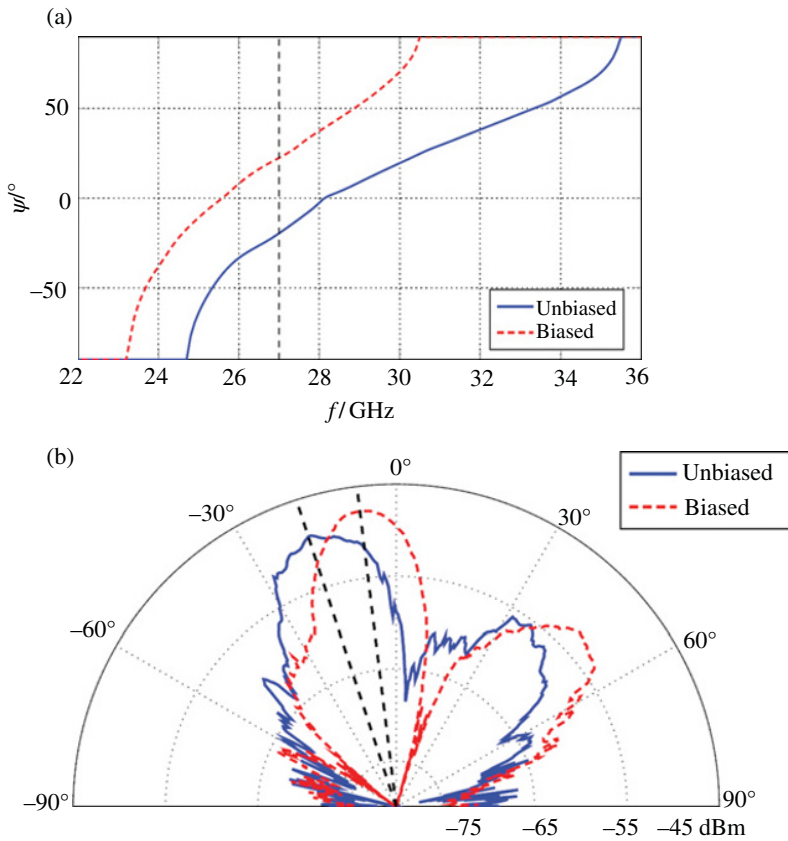 (a)
50
0
−50
ψ/°
Unbiased
Biased
22 24 26 28 30 32 34 36
f/GHz
(b)
Unbiased
Biased
0°
−30° 30°
−60° 60°
−90° 90°
−75 −65 −55 −45 dBm